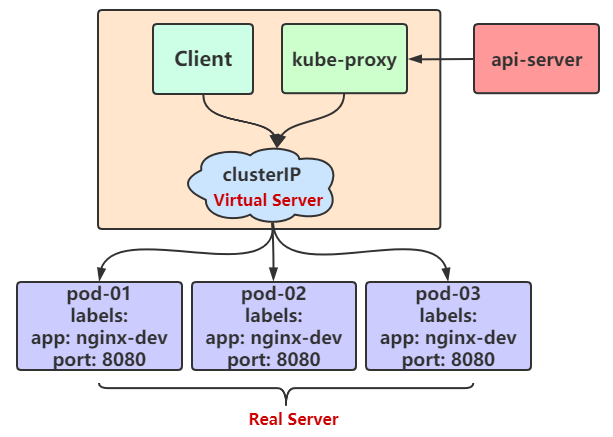 Client
kube-proxy
api-server
clusterIP
Virtual Server
pod-01
labels:
app: nginx-dev
port: 8080
pod-02
labels:
app: nginx-dev
port: 8080
pod-03
labels:
app: nginx-dev
port: 8080
Real Server